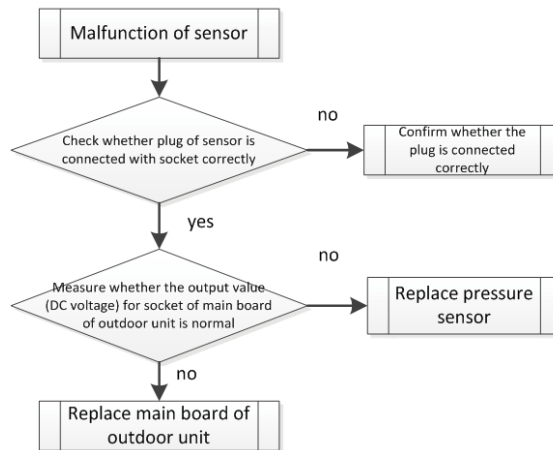 Malfunction of sensor
no
Check whether plug of sensor is
connected with socket correctly
Confirm whether the
plug is connected
correctly
yes
no
Measure whether the output value
(DC voltage) for socket of main board
of outdoor unit is normal
Replace pressure
sensor
no
Replace main board of
outdoor unit